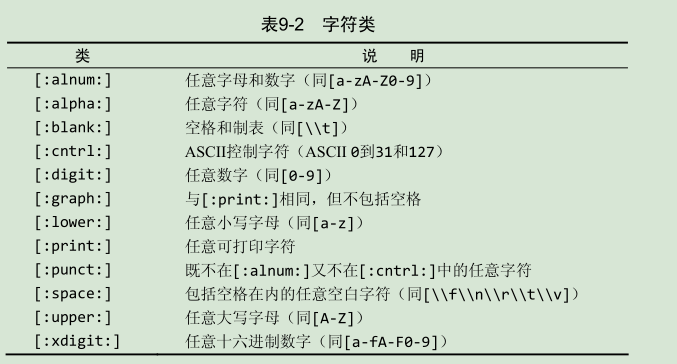 表9-2 字符类
类 说 明
[:alnum:] 任意字母和数字（同[a-zA-Z0-9]）
[:alpha:] 任意字符（同[a-zA-Z]）
[:blank:] 空格和制表（同[\\t]）
[:cntrl:] ASCII控制字符（ASCII 0到31和127）
[:digit:] 任意数字（同[0-9]）
[:graph:] 与[:print:]相同，但不包括空格
[:lower:] 任意小写字母（同[a-z]）
[:print:] 任意可打印字符
[:punct:] 既不在[:alnum:]又不在[:cntrl:]中的任意字符
[:space:] 包括空格在内的任意空白字符（同[\\f\\n\\r\\t\\v]）
[:upper:] 任意大写字母（同[A-Z]）
[:xdigit:] 任意十六进制数字（同[a-fA-F0-9]）